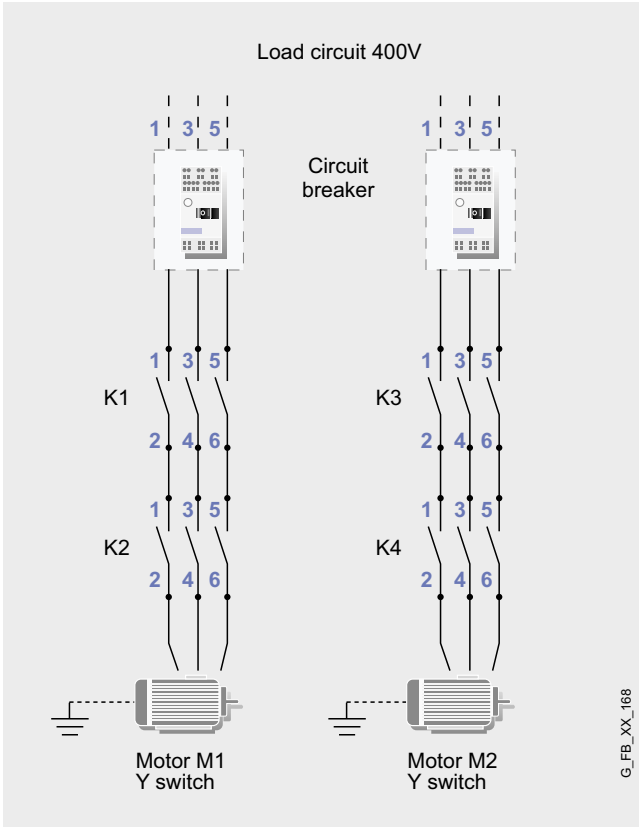 Load circuit 400V
1 3 5 1 3 5
Circuit
breaker
1 3 5 1 3 5
K1 K3
2 4 6 2 4 6
1 3 5 1 3 5
K2 K4
2 4 6 2 4 6
Motor M1
Y switch
Motor M2
Y switch
G_FB_XX_168